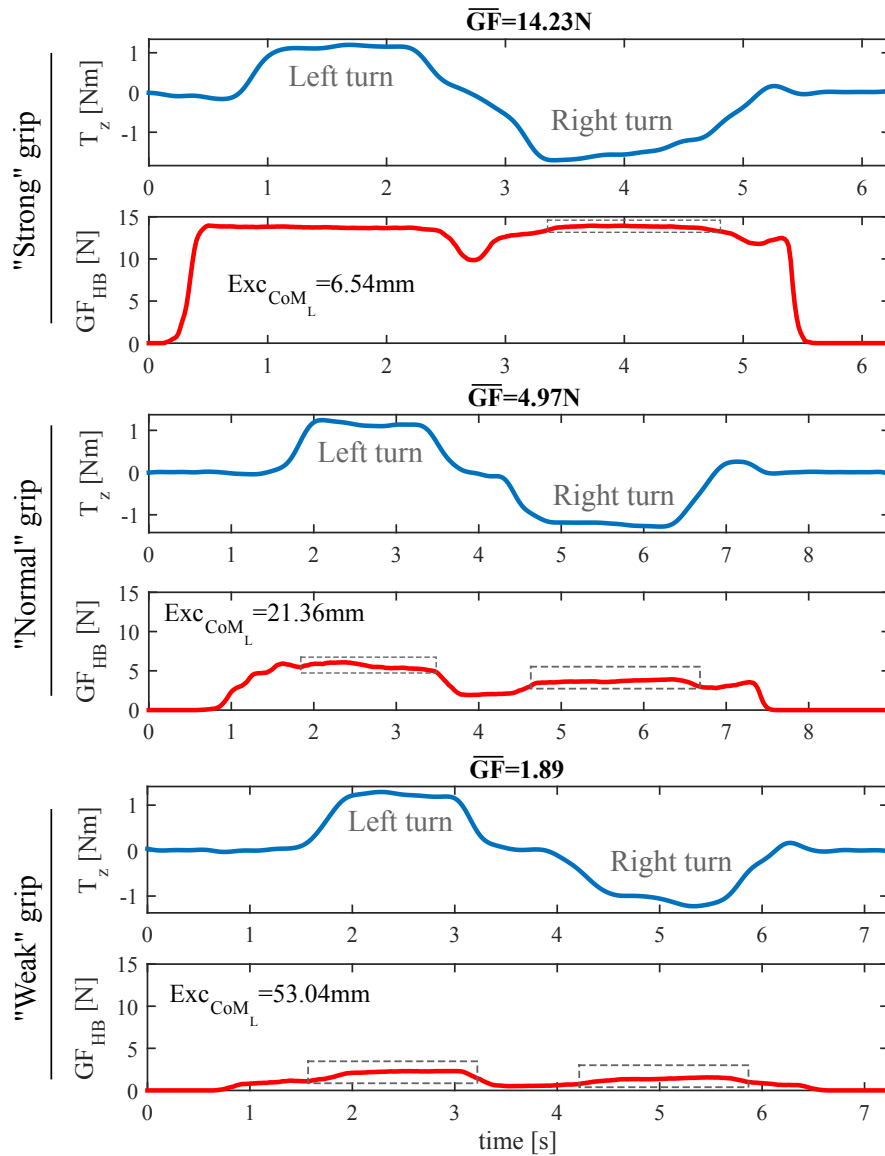 GF=14.23N
"Strong" grip
T_z [Nm]
1
0
-1
Left turn
Right turn
0 1 2 3 4 5 6
GF_HB [N]
15
10
5
0
Exc_CoM_L=6.54mm
0 1 2 3 4 5 6
GF=4.97N
"Normal" grip
T_z [Nm]
1
0
-1
Left turn
Right turn
0 1 2 3 4 5 6 7 8
GF_HB [N]
15
10
5
0
Exc_CoM_L=21.36mm
0 1 2 3 4 5 6 7 8
GF=1.89
"Weak" grip
T_z [Nm]
1
0
-1
Left turn
Right turn
0 1 2 3 4 5 6 7
GF_HB [N]
15
10
5
0
Exc_CoM_L=53.04mm
0 1 2 3 4 5 6 7
time [s]